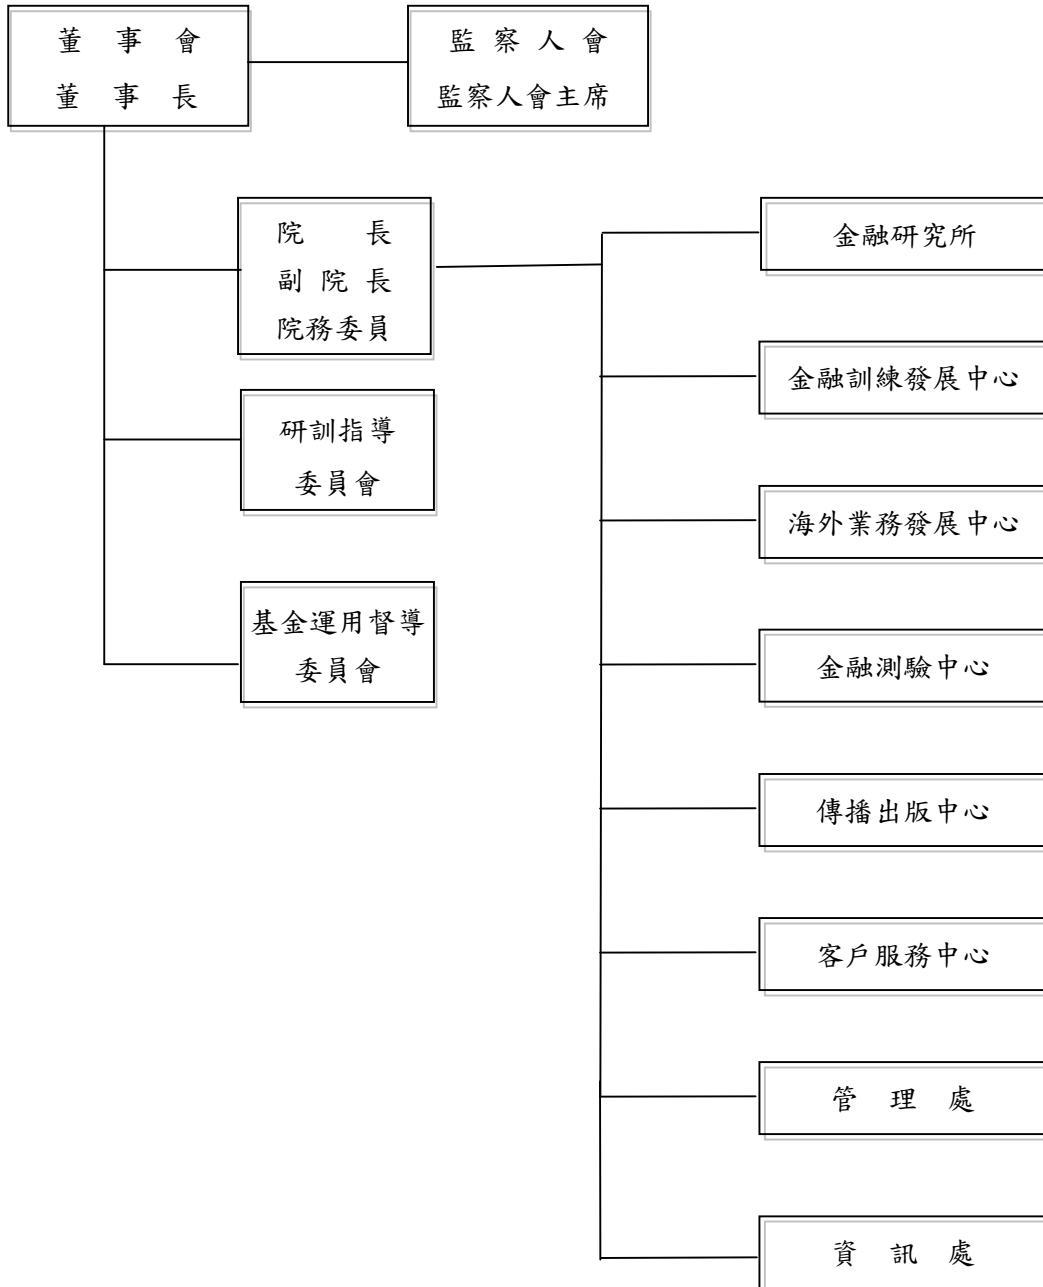 董事會
董事長
監察人會
監察人會主席
院長
副院長
院務委員
研訓指導
委員會
基金運用督導
委員會
金融研究所
金融訓練發展中心
海外業務發展中心
金融測驗中心
傳播出版中心
客戶服務中心
管理處
資訊處